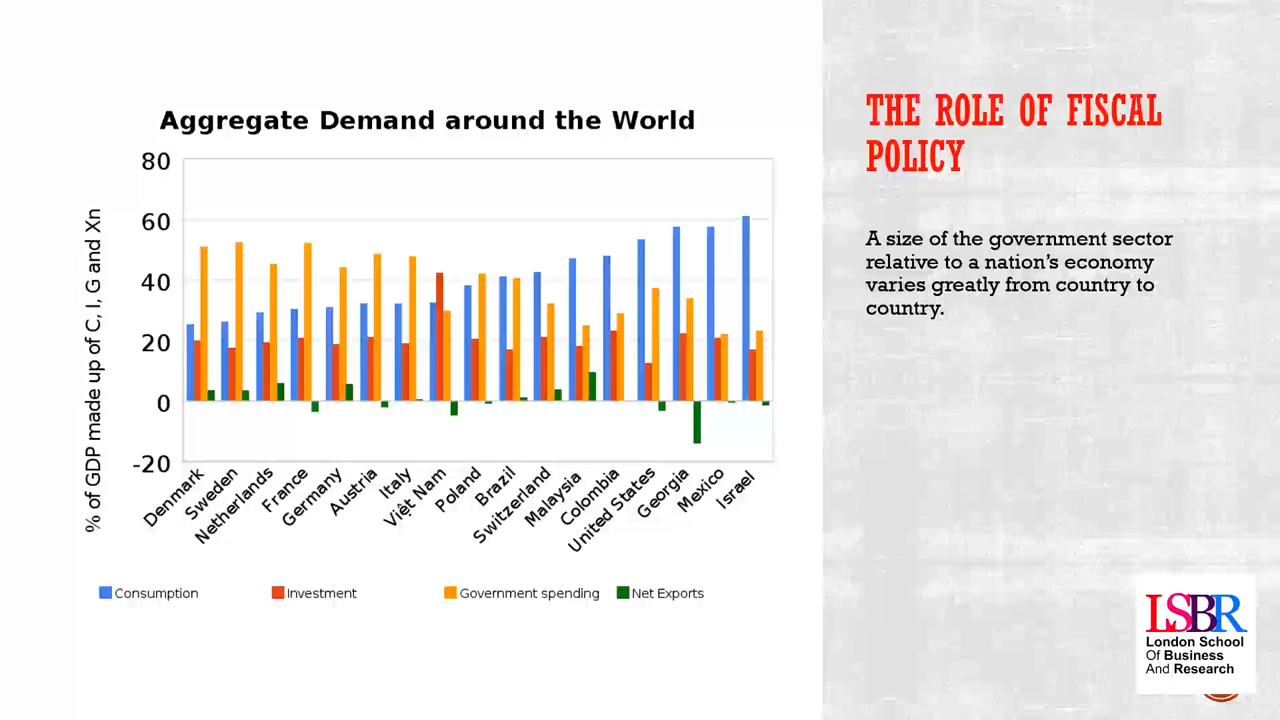 Aggregate Demand around the World
80
60
40
20
0
-20
% of GDP made up of C, I, G and Xn
Denmark
Sweden
Netherlands
France
Germany
Austria
Italy
Việt Nam
Poland
Brazil
Switzerland
Malaysia
Colombia
United States
Georgia
Mexico
Israel
Consumption
Investment
Government spending
Net Exports
THE ROLE OF FISCAL
POLICY
A size of the government sector
relative to a nation’s economy
varies greatly from country to
country.
LSBR
London School
Of Business
And Research